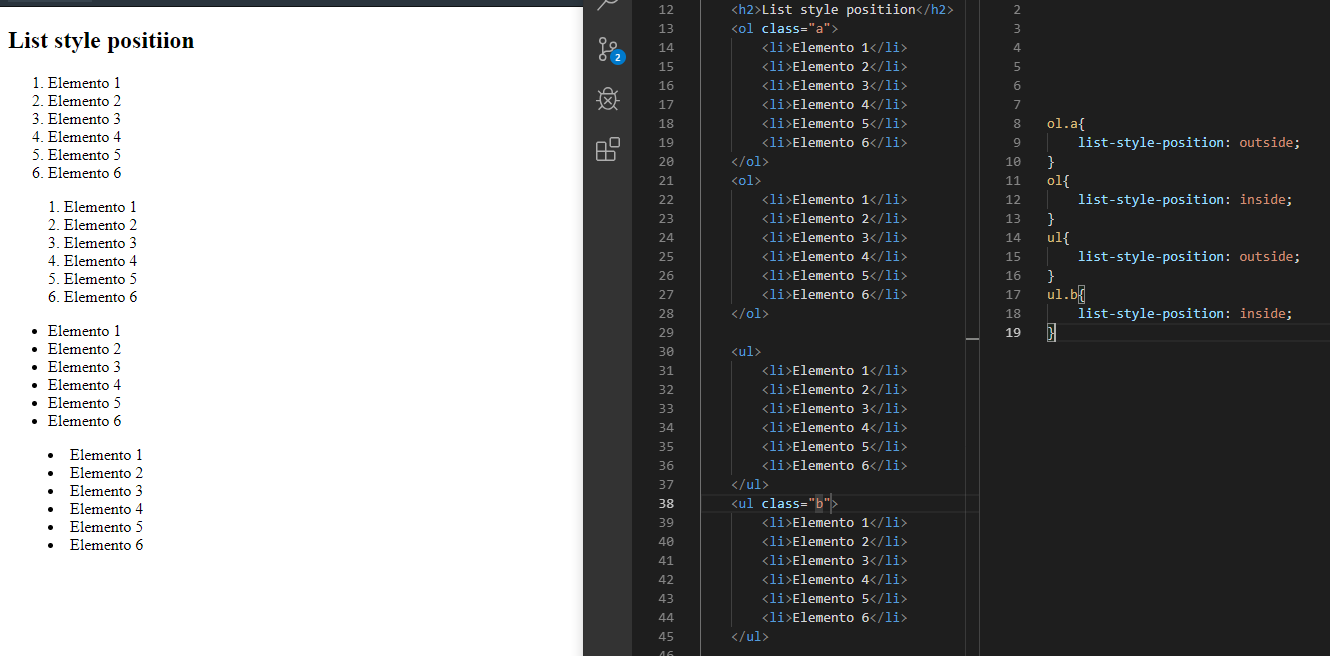 List style positiion
1. Elemento 1
2. Elemento 2
3. Elemento 3
4. Elemento 4
5. Elemento 5
6. Elemento 6
1. Elemento 1
2. Elemento 2
3. Elemento 3
4. Elemento 4
5. Elemento 5
6. Elemento 6
• Elemento 1
• Elemento 2
• Elemento 3
• Elemento 4
• Elemento 5
• Elemento 6
• Elemento 1
• Elemento 2
• Elemento 3
• Elemento 4
• Elemento 5
• Elemento 6
2
12 <h2>List style positiion</h2>
13 <ol class="a">
14 <li>Elemento 1</li>
15 <li>Elemento 2</li>
16 <li>Elemento 3</li>
17 <li>Elemento 4</li>
18 <li>Elemento 5</li>
19 <li>Elemento 6</li>
20 </ol>
21 <ol>
22 <li>Elemento 1</li>
23 <li>Elemento 2</li>
24 <li>Elemento 3</li>
25 <li>Elemento 4</li>
26 <li>Elemento 5</li>
27 <li>Elemento 6</li>
28 </ol>
29
30 <ul>
31 <li>Elemento 1</li>
32 <li>Elemento 2</li>
33 <li>Elemento 3</li>
34 <li>Elemento 4</li>
35 <li>Elemento 5</li>
36 <li>Elemento 6</li>
37 </ul>
38 <ul class="b">
39 <li>Elemento 1</li>
40 <li>Elemento 2</li>
41 <li>Elemento 3</li>
42 <li>Elemento 4</li>
43 <li>Elemento 5</li>
44 <li>Elemento 6</li>
45 </ul>
46
2
3
4
5
6
7
8 ol.a{
9 list-style-position: outside;
10 }
11 ol{
12 list-style-position: inside;
13 }
14 ul{
15 list-style-position: outside;
16 }
17 ul.b{
18 list-style-position: inside;
19 }